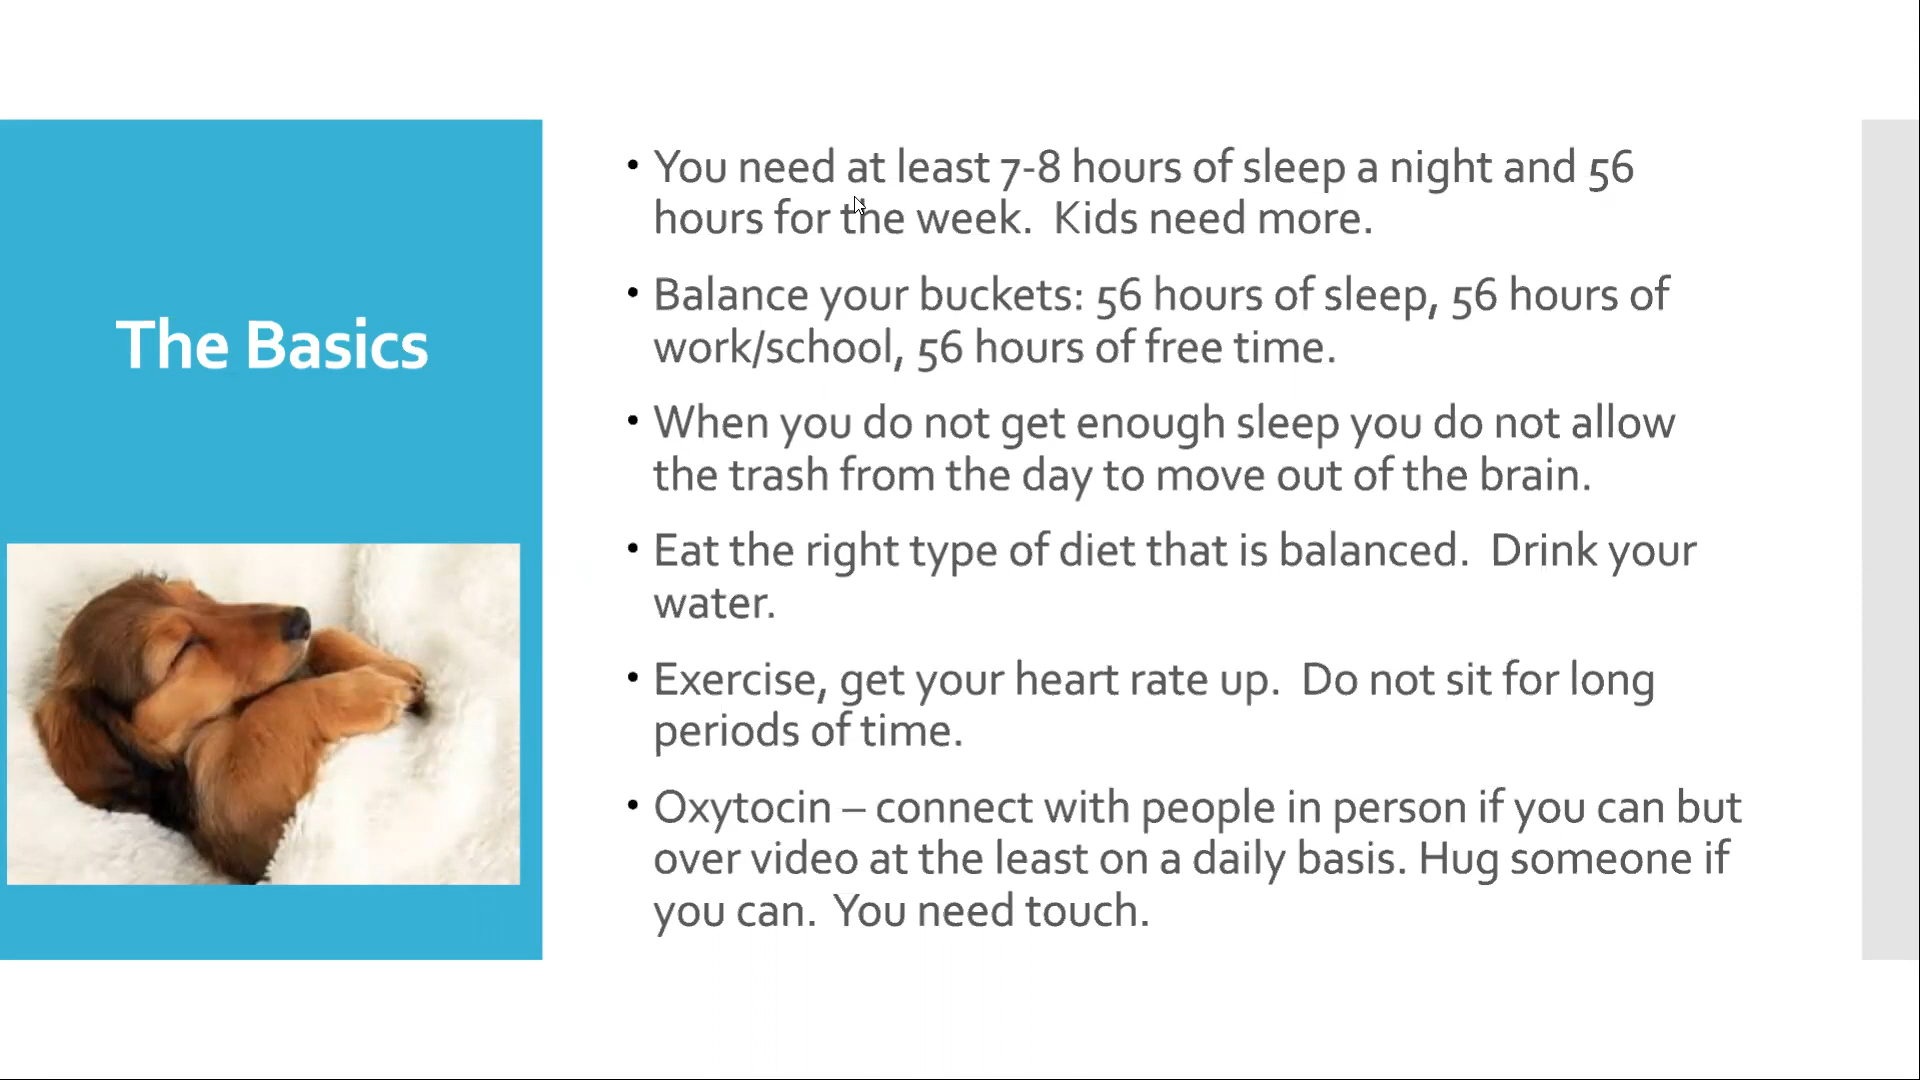 The Basics
• You need at least 7-8 hours of sleep a night and 56
hours for the week.  Kids need more.
• Balance your buckets: 56 hours of sleep, 56 hours of
work/school, 56 hours of free time.
• When you do not get enough sleep you do not allow
the trash from the day to move out of the brain.
• Eat the right type of diet that is balanced.  Drink your
water.
• Exercise, get your heart rate up.  Do not sit for long
periods of time.
• Oxytocin – connect with people in person if you can but
over video at the least on a daily basis. Hug someone if
you can.  You need touch.